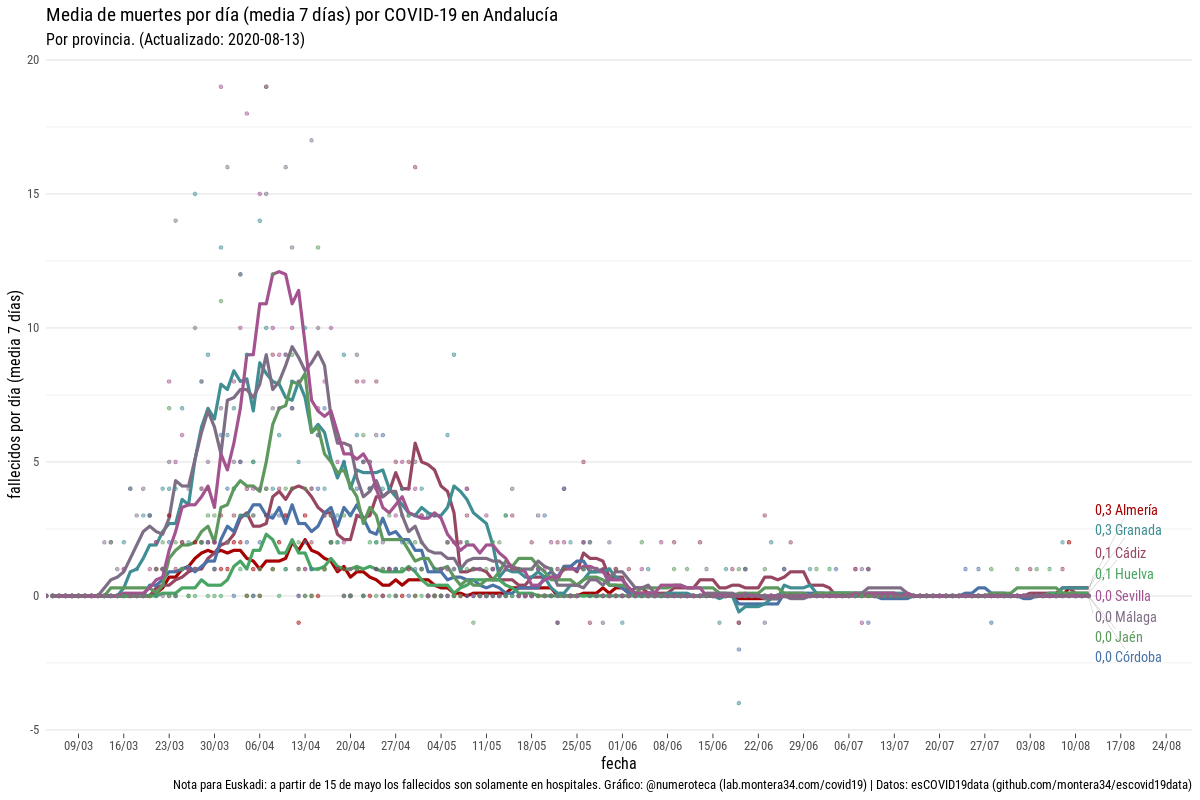 Media de muertes por día (media 7 días) por COVID-19 en Andalucía
Por provincia. (Actualizado: 2020-08-13)
20
15
10
5
0
-5
fallecidos por día (media 7 días)
0,3 Almería
0,3 Granada
0,1 Cádiz
0,1 Huelva
0,0 Sevilla
0,0 Málaga
0,0 Jaén
0,0 Córdoba
09/03 16/03 23/03 30/03 06/04 13/04 20/04 27/04 04/05 11/05 18/05 25/05 01/06 08/06 15/06 22/06 29/06 06/07 13/07 20/07 27/07 03/08 10/08 17/08 24/08
fecha
Nota para Euskadi: a partir de 15 de mayo los fallecidos son solamente en hospitales. Gráfico: @numeroteca (lab.montera34.com/covid19) | Datos: esCOVID19data (github.com/montera34/escovid19data)